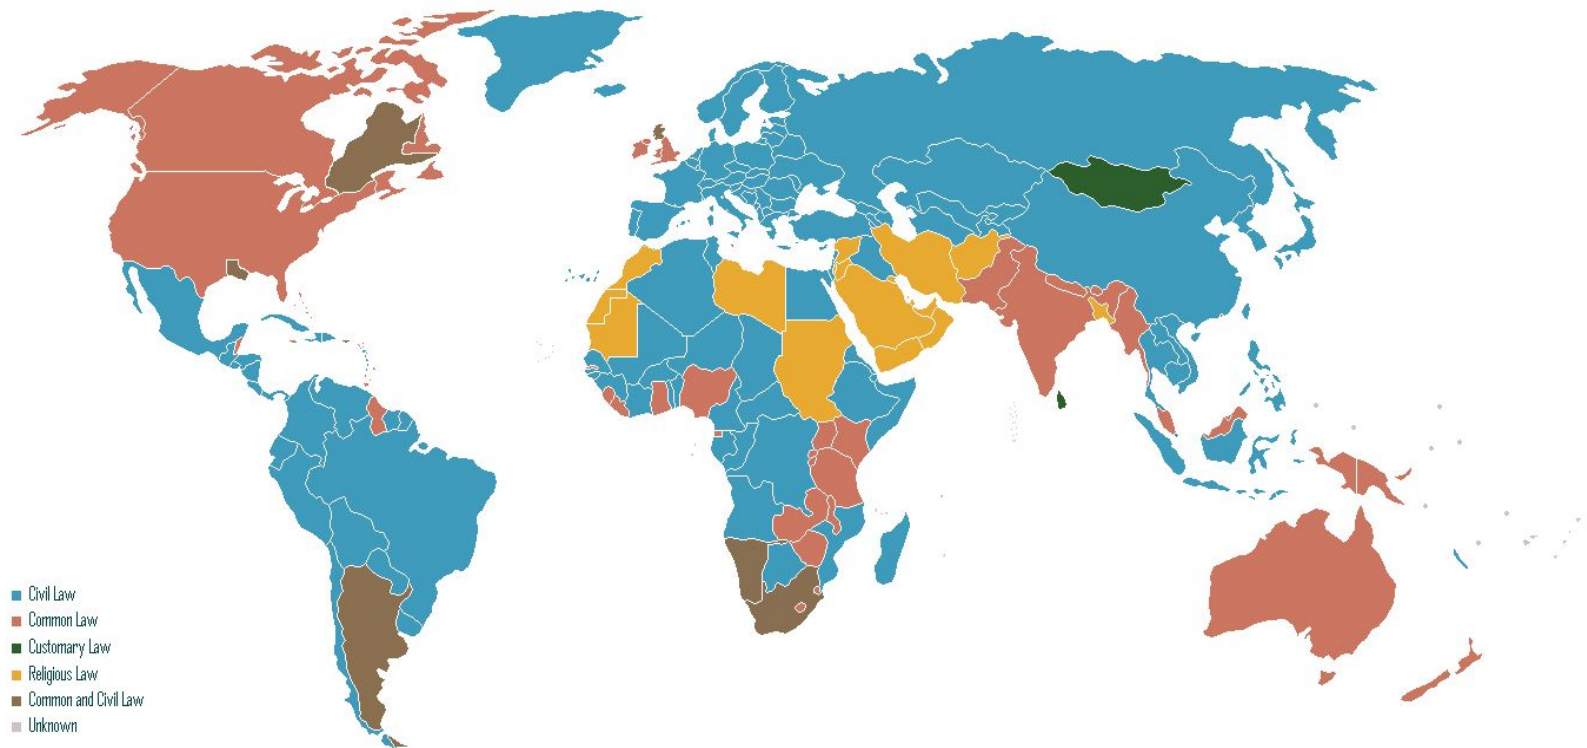 Civil Law
Common Law
Customary Law
Religious Law
Common and Civil Law
Unknown